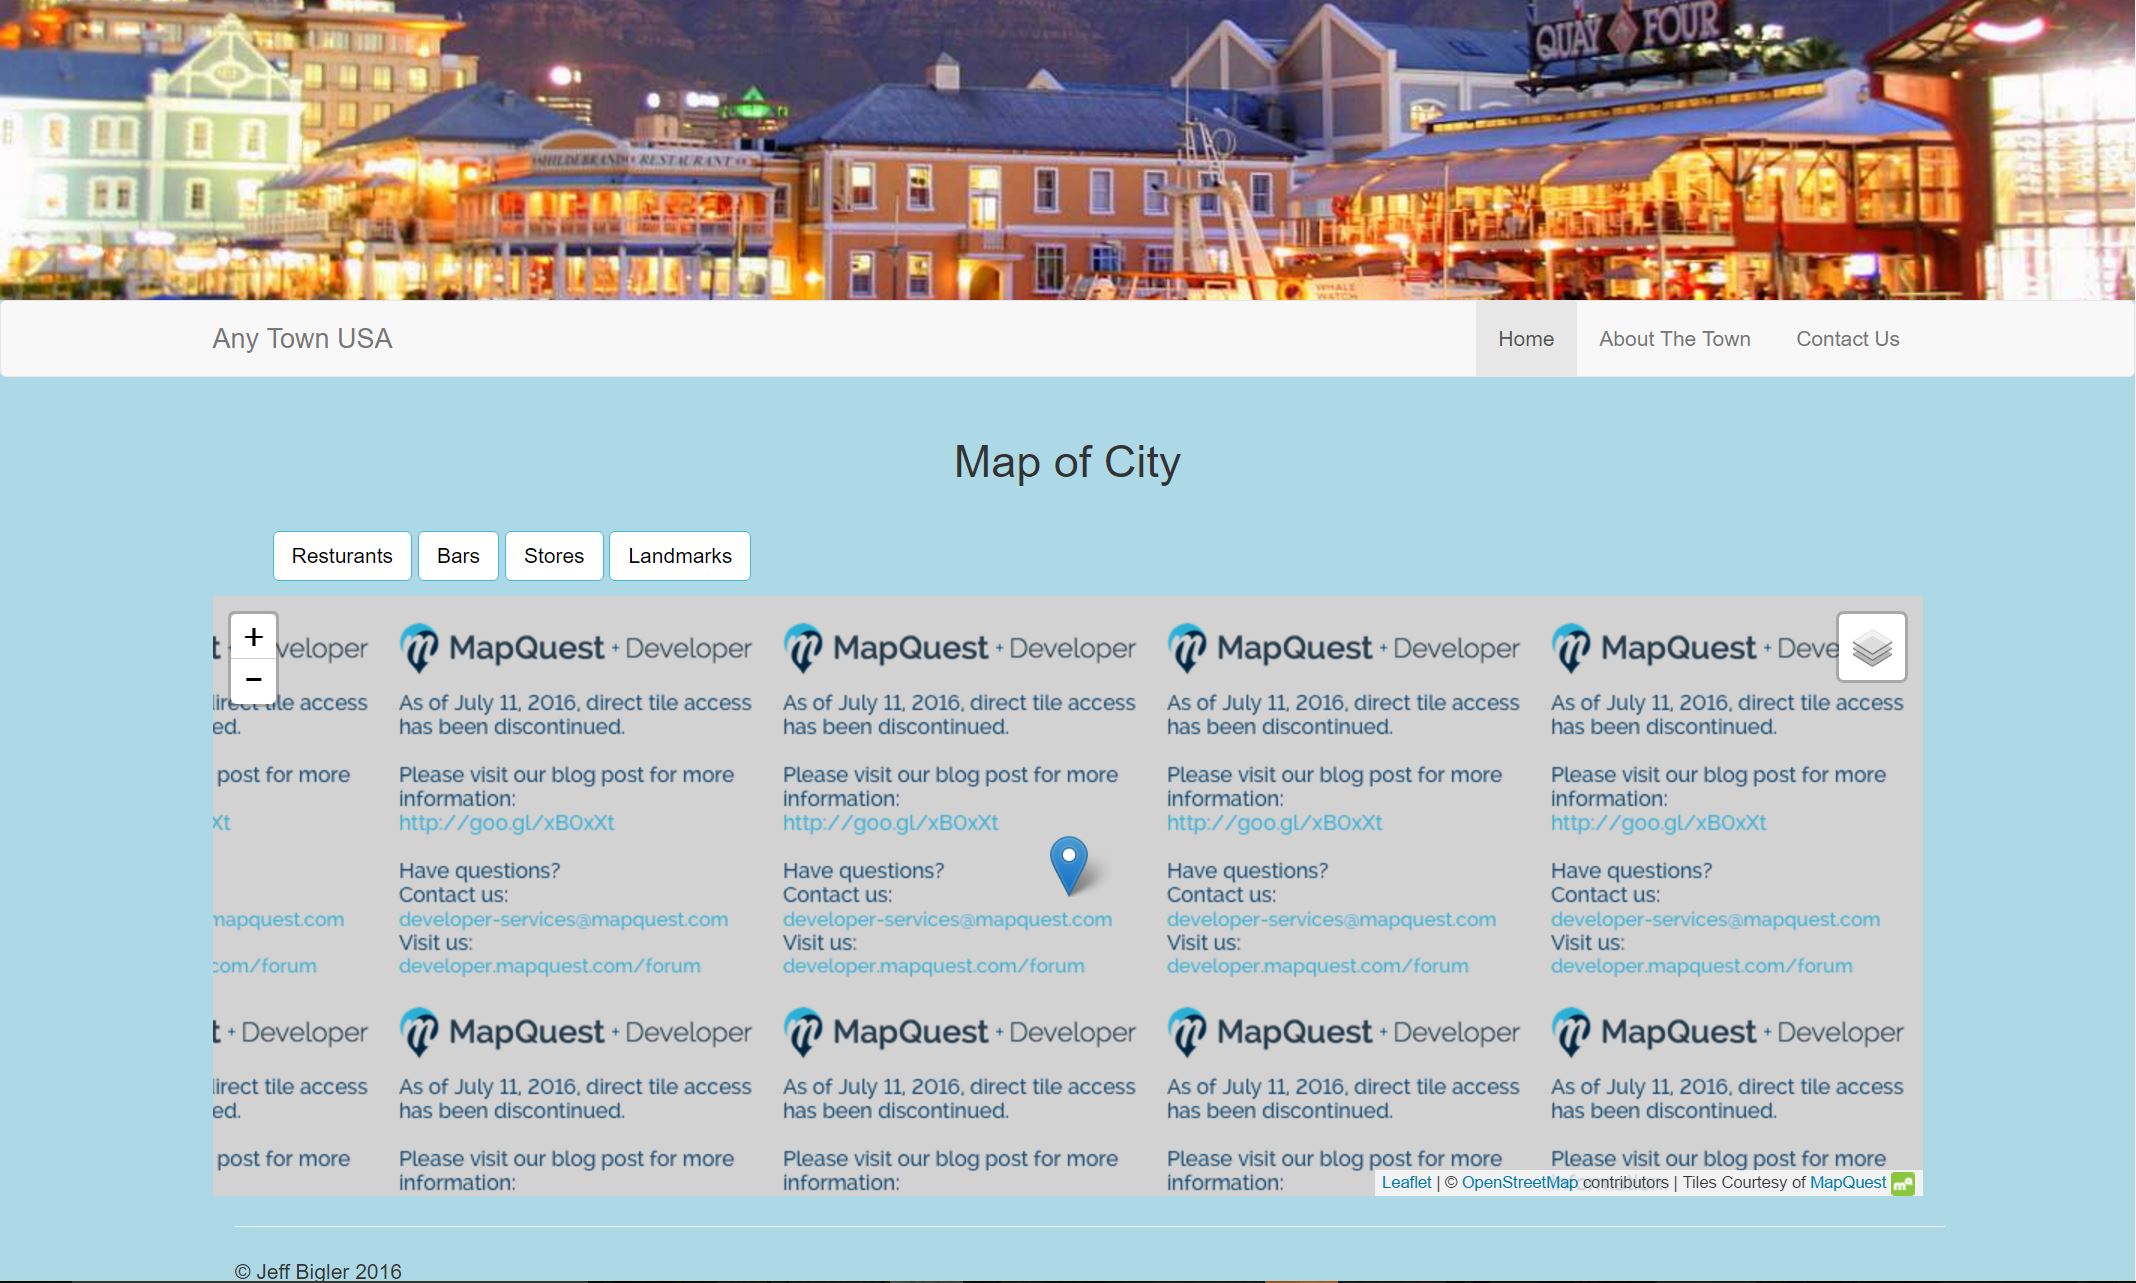 QUAY FOUR
HILDEBRAND RESTAURANT
WHALE
WATCH
Any Town USA
Home
About The Town
Contact Us
Map of City
Resturants
Bars
Stores
Landmarks
+
−
t + Developer
MapQuest + Developer
MapQuest + Developer
MapQuest + Developer
MapQuest + Deve
direct tile access
ed.
As of July 11, 2016, direct tile access
has been discontinued.
As of July 11, 2016, direct tile access
has been discontinued.
As of July 11, 2016, direct tile access
has been discontinued.
As of July 11, 2016, direct tile access
has been discontinued.
post for more
Xt
Please visit our blog post for more
information:
http://goo.gl/xB0xXt
Please visit our blog post for more
information:
http://goo.gl/xB0xXt
Please visit our blog post for more
information:
http://goo.gl/xB0xXt
Please visit our blog post for more
information:
http://goo.gl/xB0xXt
mapquest.com
com/forum
Have questions?
Contact us:
developer-services@mapquest.com
Visit us:
developer.mapquest.com/forum
Have questions?
Contact us:
developer-services@mapquest.com
Visit us:
developer.mapquest.com/forum
Have questions?
Contact us:
developer-services@mapquest.com
Visit us:
developer.mapquest.com/forum
Have questions?
Contact us:
developer-services@mapquest.com
Visit us:
developer.mapquest.com/forum
t + Developer
MapQuest + Developer
MapQuest + Developer
MapQuest + Developer
MapQuest + Developer
direct tile access
ed.
As of July 11, 2016, direct tile access
has been discontinued.
As of July 11, 2016, direct tile access
has been discontinued.
As of July 11, 2016, direct tile access
has been discontinued.
As of July 11, 2016, direct tile access
has been discontinued.
post for more
Please visit our blog post for more
information:
Please visit our blog post for more
information:
Please visit our blog post for more
information:
Please visit our blog post for more
Leaflet | © OpenStreetMap contributors | Tiles Courtesy of MapQuest
© Jeff Bigler 2016